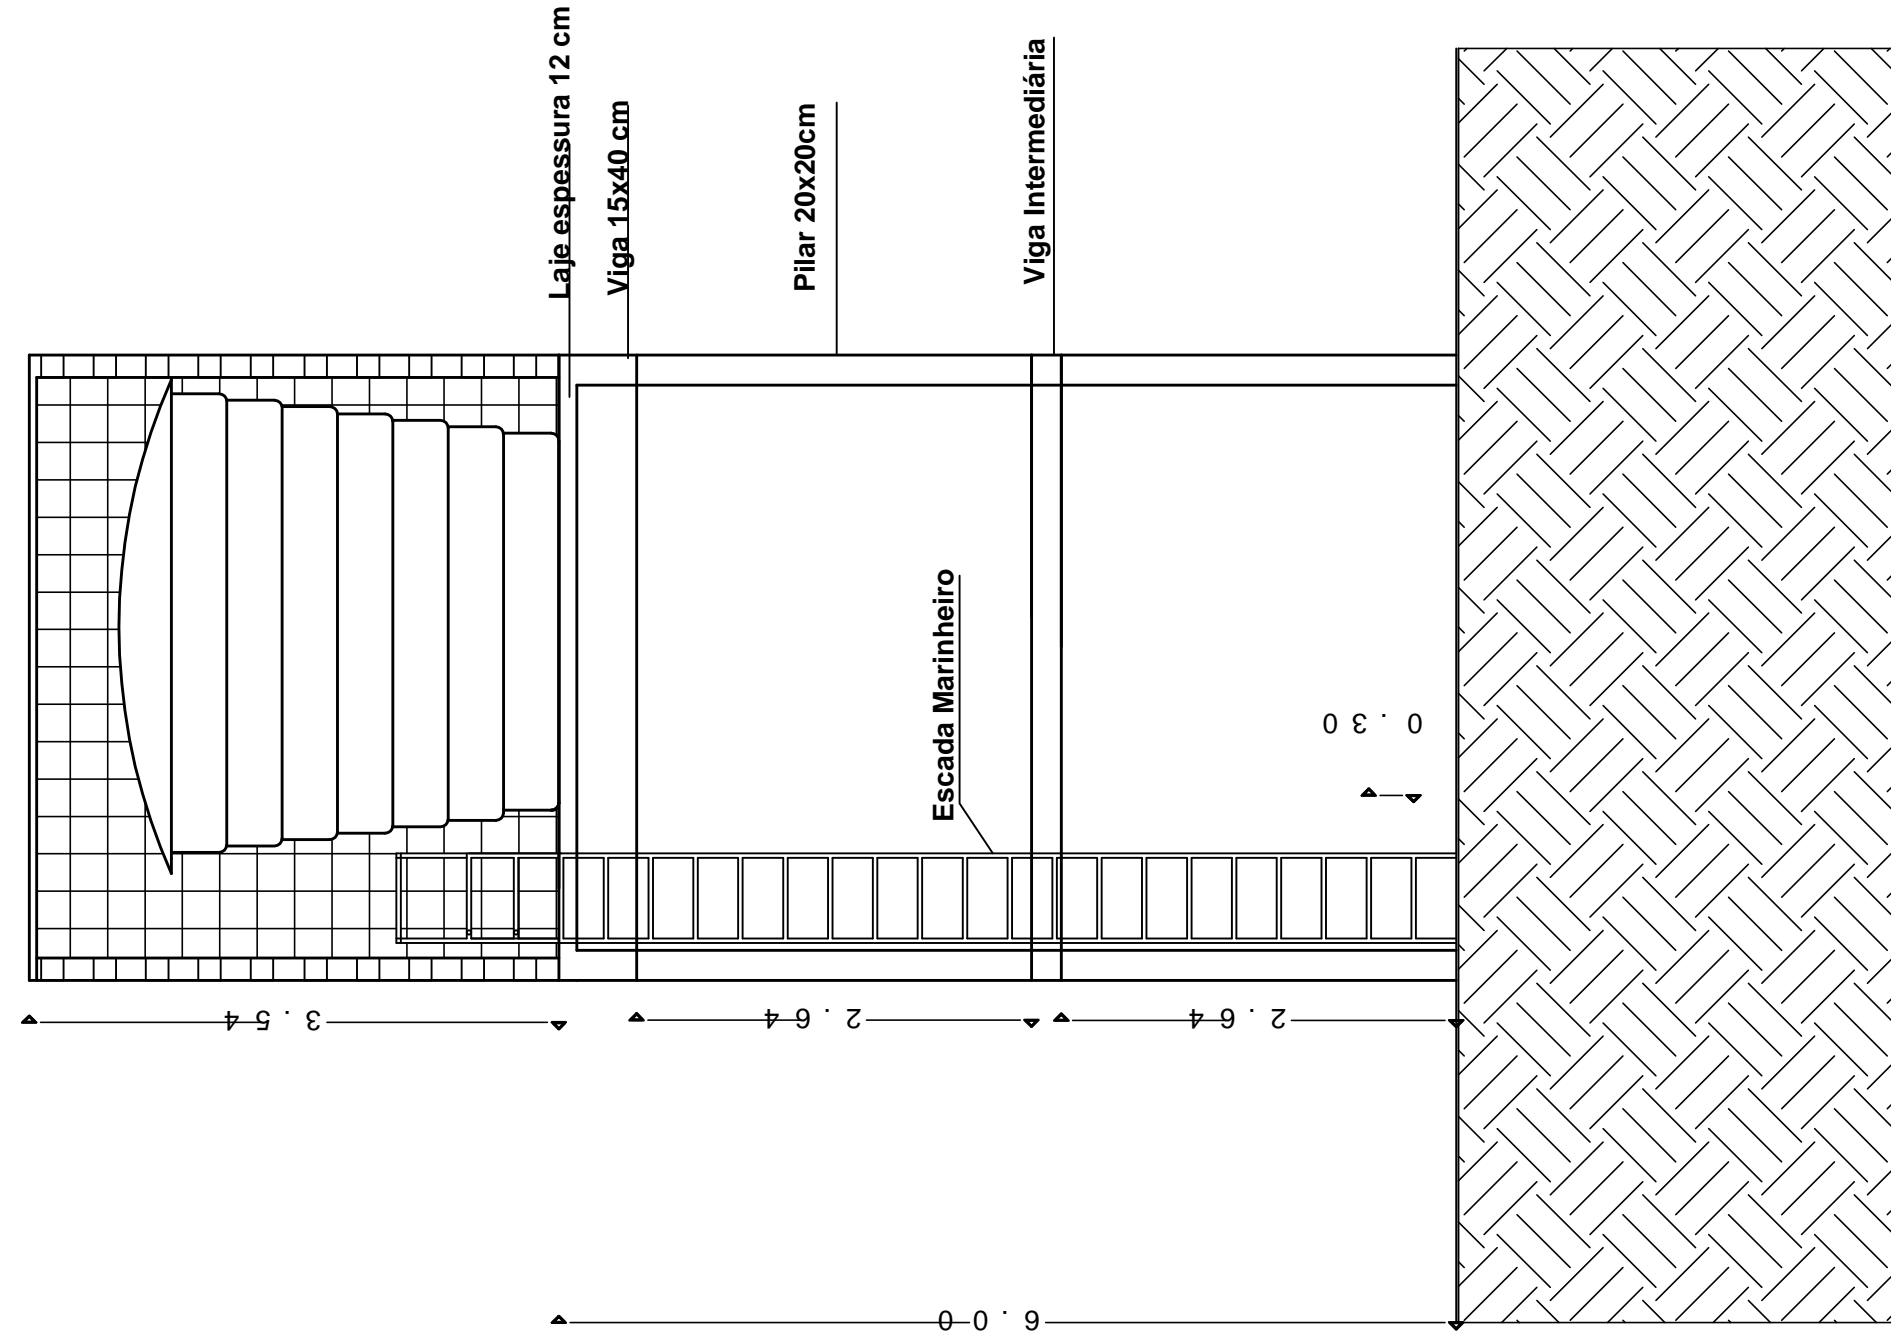 Laje espessura 12 cm
Viga 15x40 cm
Pilar 20x20cm
Viga Intermediária
Escada Marinheiro
0.30
3.54
2.64
2.64
6.00